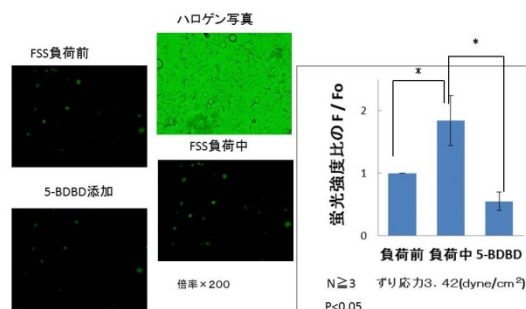 ハロゲン写真
FSS負荷前
FSS負荷中
5-BDBD添加
倍率×200
蛍光強度比のF/Fo
*
*
2
1
0
負荷前 負荷中 5-BDBD
N≧3 ずり応力3.42(dyne/cm²)
P<0.05